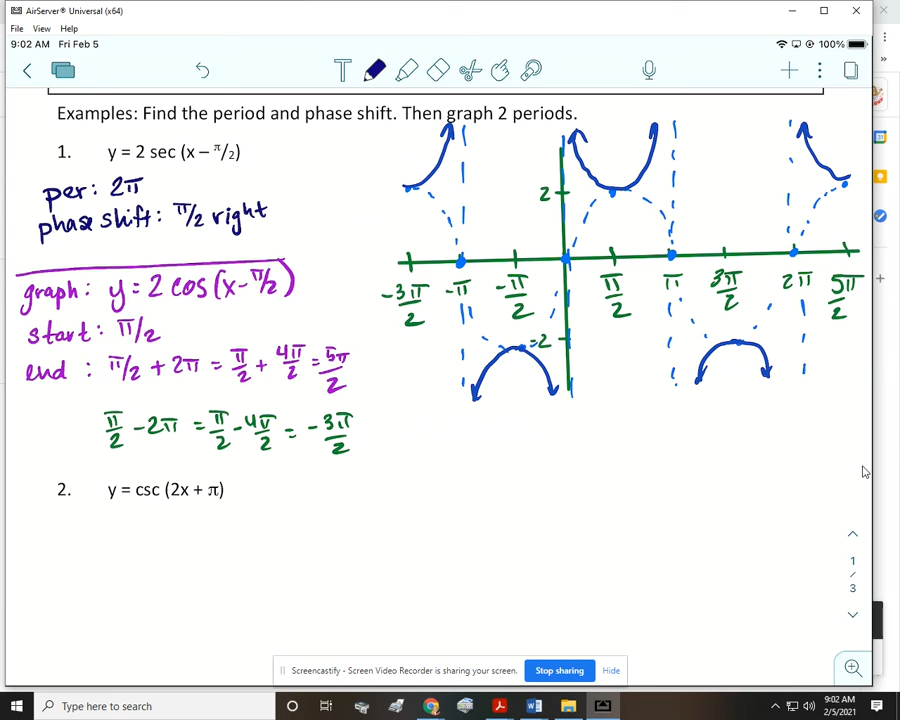 AirServer® Universal (x64)
File View Help
9:02 AM Fri Feb 5
100%
T
Examples: Find the period and phase shift. Then graph 2 periods.
1. y = 2 sec (x – π/2)
per: 2π
phase shift: π/2 right
graph: y = 2 cos(x-π/2)
start: π/2
end : π/2 + 2π = π/2 + 4π/2 = 5π/2
π/2 - 2π = π/2 - 4π/2 = -3π/2
2
-3π/2 -π -π/2 π/2 π 3π/2 2π 5π/2
-2
2. y = csc (2x + π)
1
/
3
Screencastify - Screen Video Recorder is sharing your screen.
Stop sharing
Hide
Type here to search
9:02 AM
2/5/2021